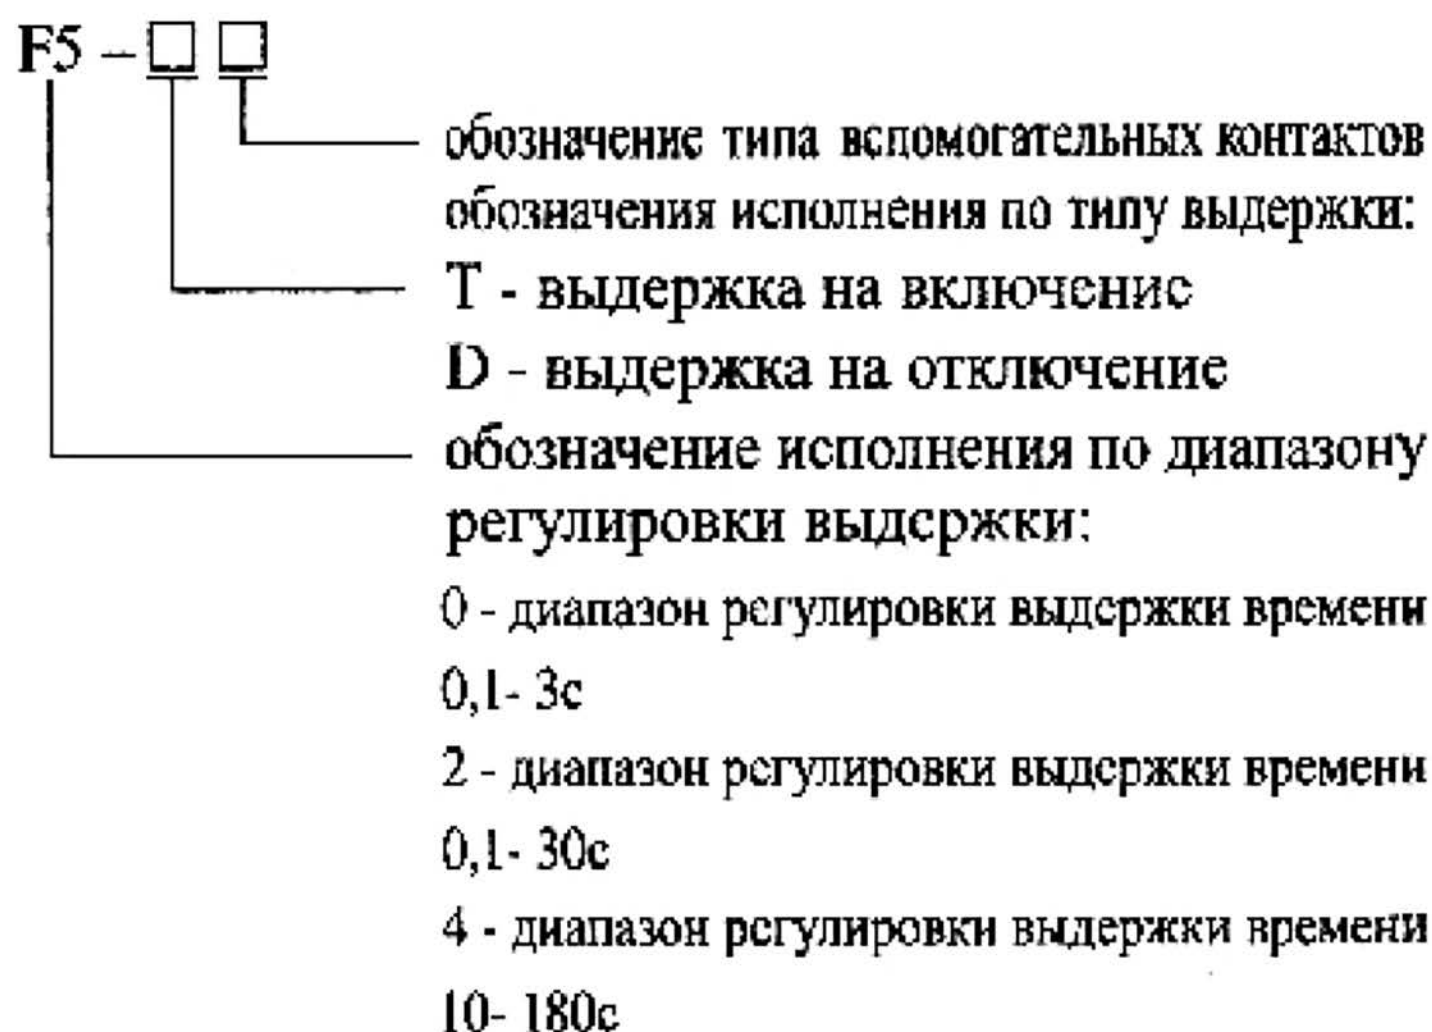 F5 – □ □
обозначение типа вспомогательных контактов
обозначения исполнения по типу выдержки:
Т - выдержка на включение
D - выдержка на отключение
обозначение исполнения по диапазону
регулировки выдержки:
0 - диапазон регулировки выдержки времени
0,1- 3с
2 - диапазон регулировки выдержки времени
0,1- 30с
4 - диапазон регулировки выдержки времени
10- 180с